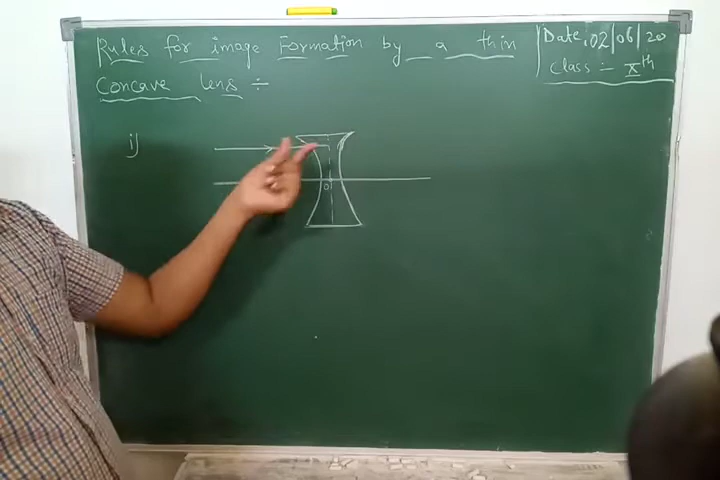 Rules for image Formation by a thin
Concave lens ÷
Date: 02/06/20
Class :- Xth
i)
O